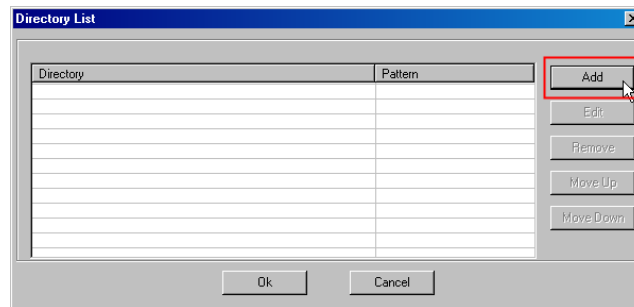 Directory List
Directory Pattern
Add
Edit
Remove
Move Up
Move Down
Ok Cancel